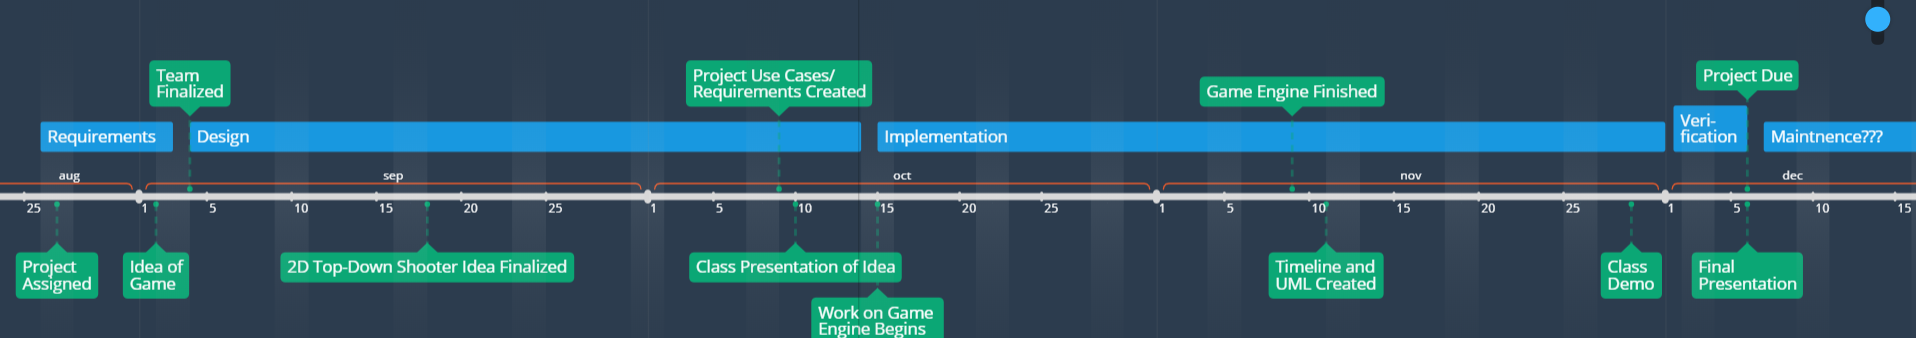 Team
Finalized
Project Use Cases/
Requirements Created
Game Engine Finished
Project Due
Requirements
Design
Implementation
Veri-
fication
Maintnence???
aug sep oct nov dec
25 1 5 10 15 20 25 1 5 10 15 20 25 1 5 10 15 20 25 1 5 10 15
Project
Assigned
Idea of
Game
2D Top-Down Shooter Idea Finalized
Class Presentation of Idea
Work on Game
Engine Begins
Timeline and
UML Created
Class
Demo
Final
Presentation